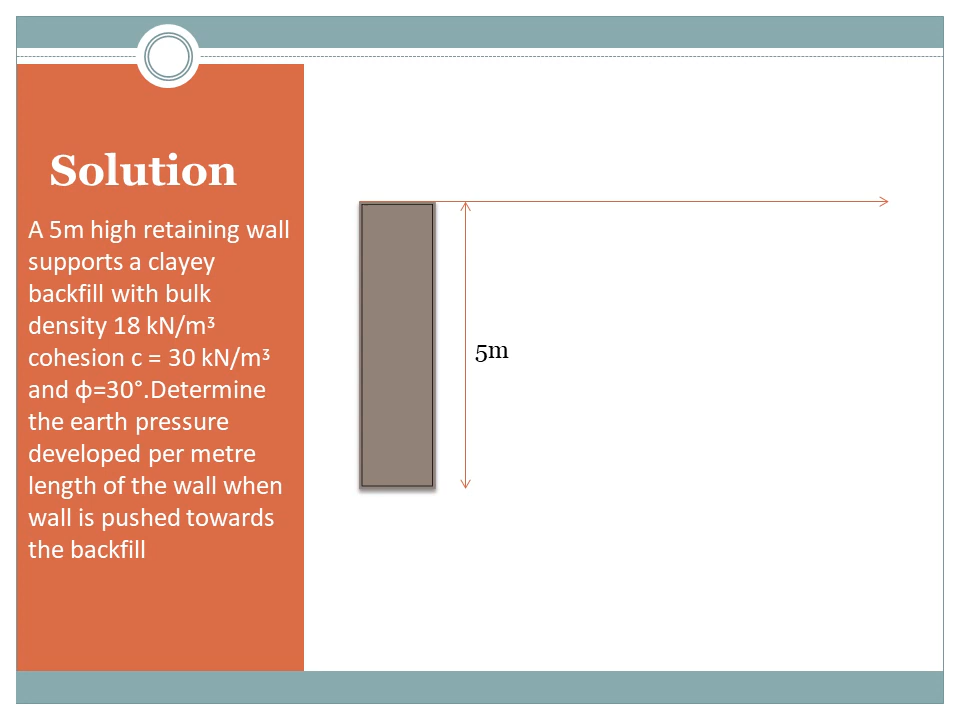 Solution
A 5m high retaining wall
supports a clayey
backfill with bulk
density 18 kN/m³
cohesion c = 30 kN/m³
and ϕ=30°.Determine
the earth pressure
developed per metre
length of the wall when
wall is pushed towards
the backfill
5m